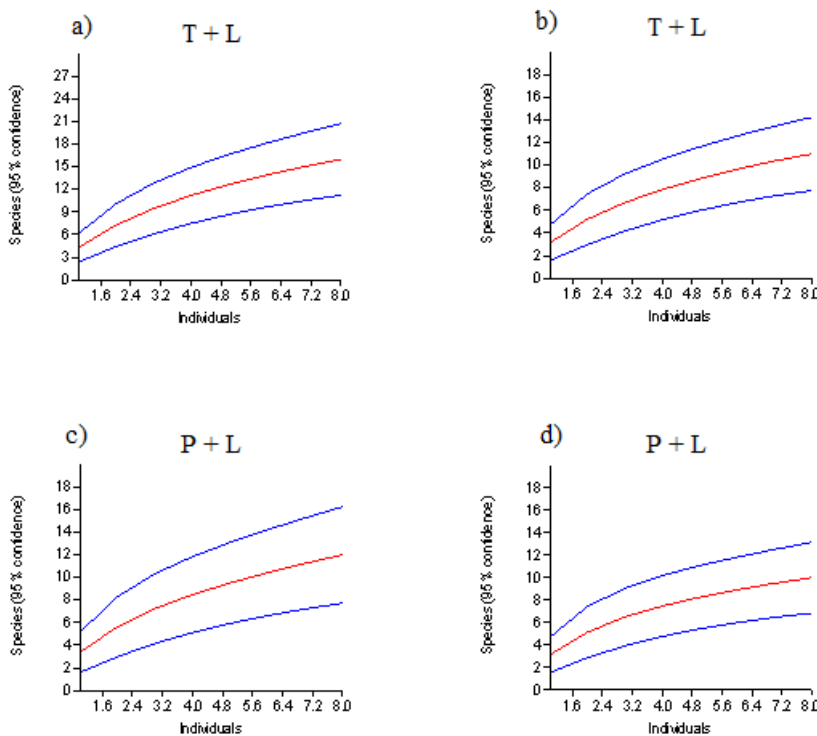 a)
T + L
Species (95 % confidence)
27
24
21
18
15
12
9
6
3
0
1.6 2.4 3.2 4.0 4.8 5.6 6.4 7.2 8.0
Individuals
b)
T + L
Species (95 % confidence)
18
16
14
12
10
8
6
4
2
0
1.6 2.4 3.2 4.0 4.8 5.6 6.4 7.2 8.0
Individuals
c)
P + L
Species (95 % confidence)
18
16
14
12
10
8
6
4
2
0
1.6 2.4 3.2 4.0 4.8 5.6 6.4 7.2 8.0
Individuals
d)
P + L
Species (95 % confidence)
18
16
14
12
10
8
6
4
2
0
1.6 2.4 3.2 4.0 4.8 5.6 6.4 7.2 8.0
Individuals